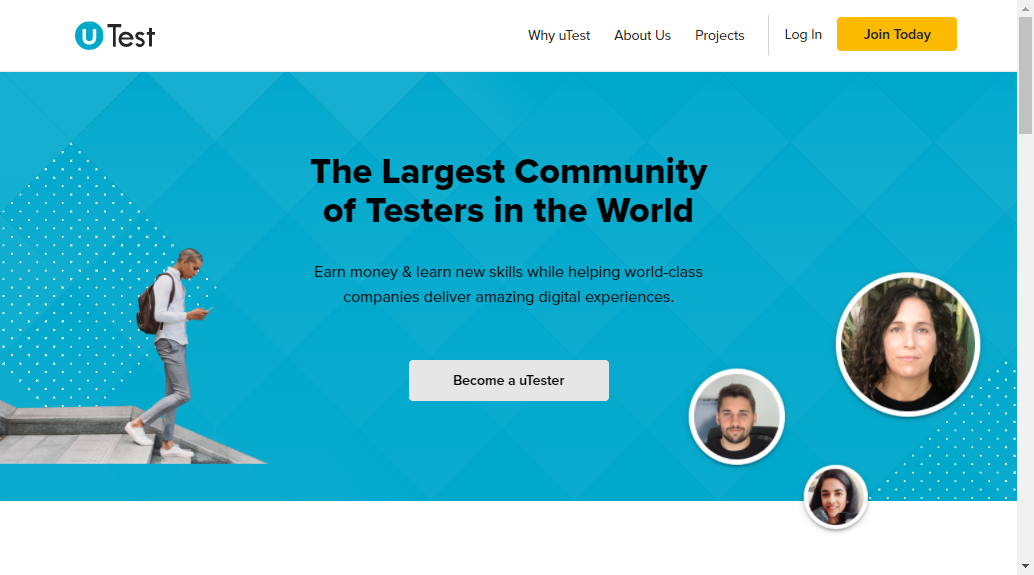 uTest
Why uTest
About Us
Projects
Log In
Join Today
The Largest Community
of Testers in the World
Earn money & learn new skills while helping world-class
companies deliver amazing digital experiences.
Become a uTester